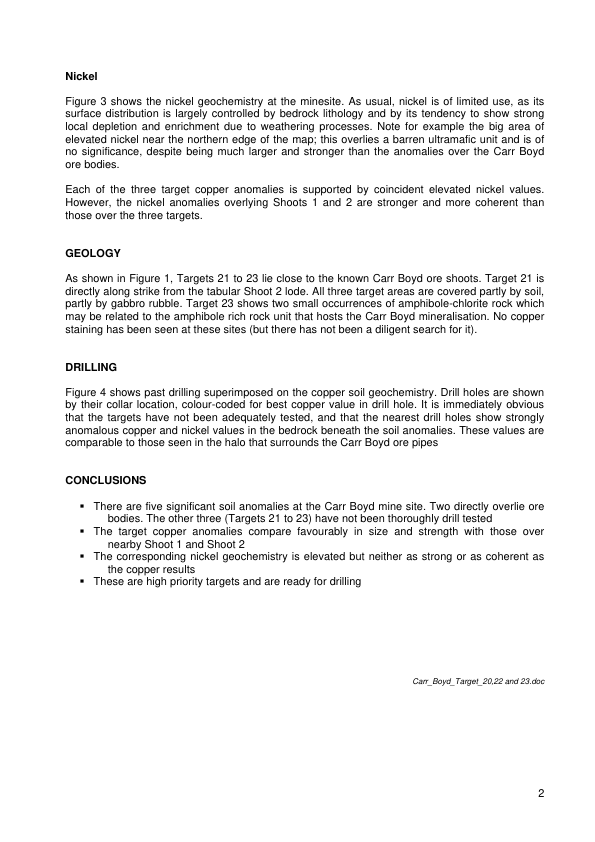 Nickel
Figure 3 shows the nickel geochemistry at the minesite. As usual, nickel is of limited use, as its
surface distribution is largely controlled by bedrock lithology and by its tendency to show strong
local depletion and enrichment due to weathering processes. Note for example the big area of
elevated nickel near the northern edge of the map; this overlies a barren ultramafic unit and is of
no significance, despite being much larger and stronger than the anomalies over the Carr Boyd
ore bodies.
Each of the three target copper anomalies is supported by coincident elevated nickel values.
However, the nickel anomalies overlying Shoots 1 and 2 are stronger and more coherent than
those over the three targets.
GEOLOGY
As shown in Figure 1, Targets 21 to 23 lie close to the known Carr Boyd ore shoots. Target 21 is
directly along strike from the tabular Shoot 2 lode. All three target areas are covered partly by soil,
partly by gabbro rubble. Target 23 shows two small occurrences of amphibole-chlorite rock which
may be related to the amphibole rich rock unit that hosts the Carr Boyd mineralisation. No copper
staining has been seen at these sites (but there has not been a diligent search for it).
DRILLING
Figure 4 shows past drilling superimposed on the copper soil geochemistry. Drill holes are shown
by their collar location, colour-coded for best copper value in drill hole. It is immediately obvious
that the targets have not been adequately tested, and that the nearest drill holes show strongly
anomalous copper and nickel values in the bedrock beneath the soil anomalies. These values are
comparable to those seen in the halo that surrounds the Carr Boyd ore pipes
CONCLUSIONS
▪ There are five significant soil anomalies at the Carr Boyd mine site. Two directly overlie ore
bodies. The other three (Targets 21 to 23) have not been thoroughly drill tested
▪ The target copper anomalies compare favourably in size and strength with those over
nearby Shoot 1 and Shoot 2
▪ The corresponding nickel geochemistry is elevated but neither as strong or as coherent as
the copper results
▪ These are high priority targets and are ready for drilling
Carr_Boyd_Target_20,22 and 23.doc
2